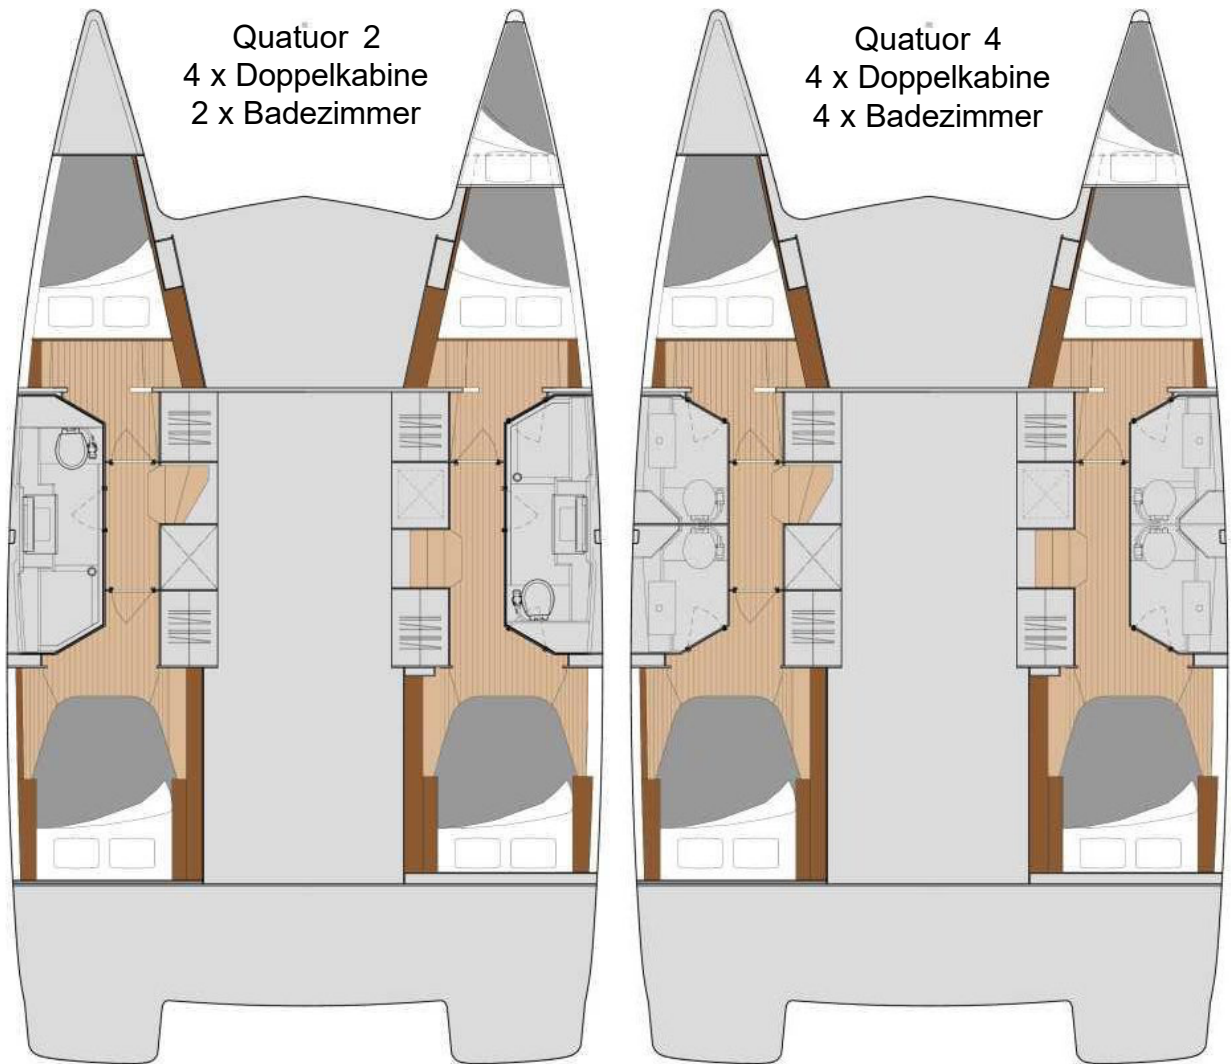 Quatuor 2
4 x Doppelkabine
2 x Badezimmer
Quatuor 4
4 x Doppelkabine
4 x Badezimmer